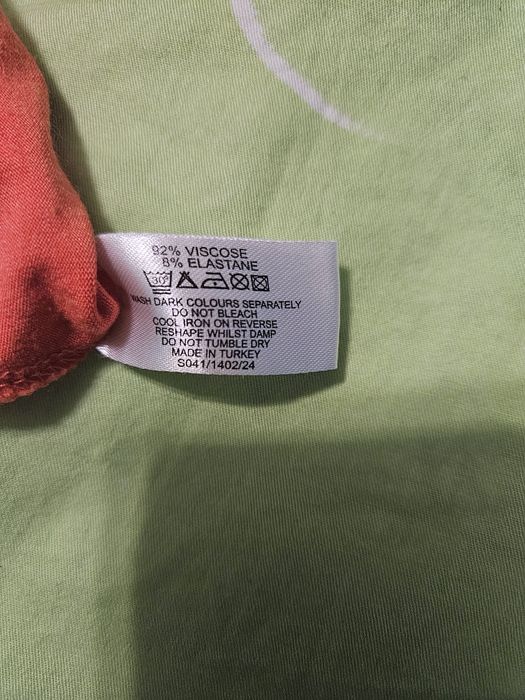 92% VISCOSE
8% ELASTANE
30°
WASH DARK COLOURS SEPARATELY
DO NOT BLEACH
COOL IRON ON REVERSE
RESHAPE WHILST DAMP
DO NOT TUMBLE DRY
MADE IN TURKEY
S041/1402/24